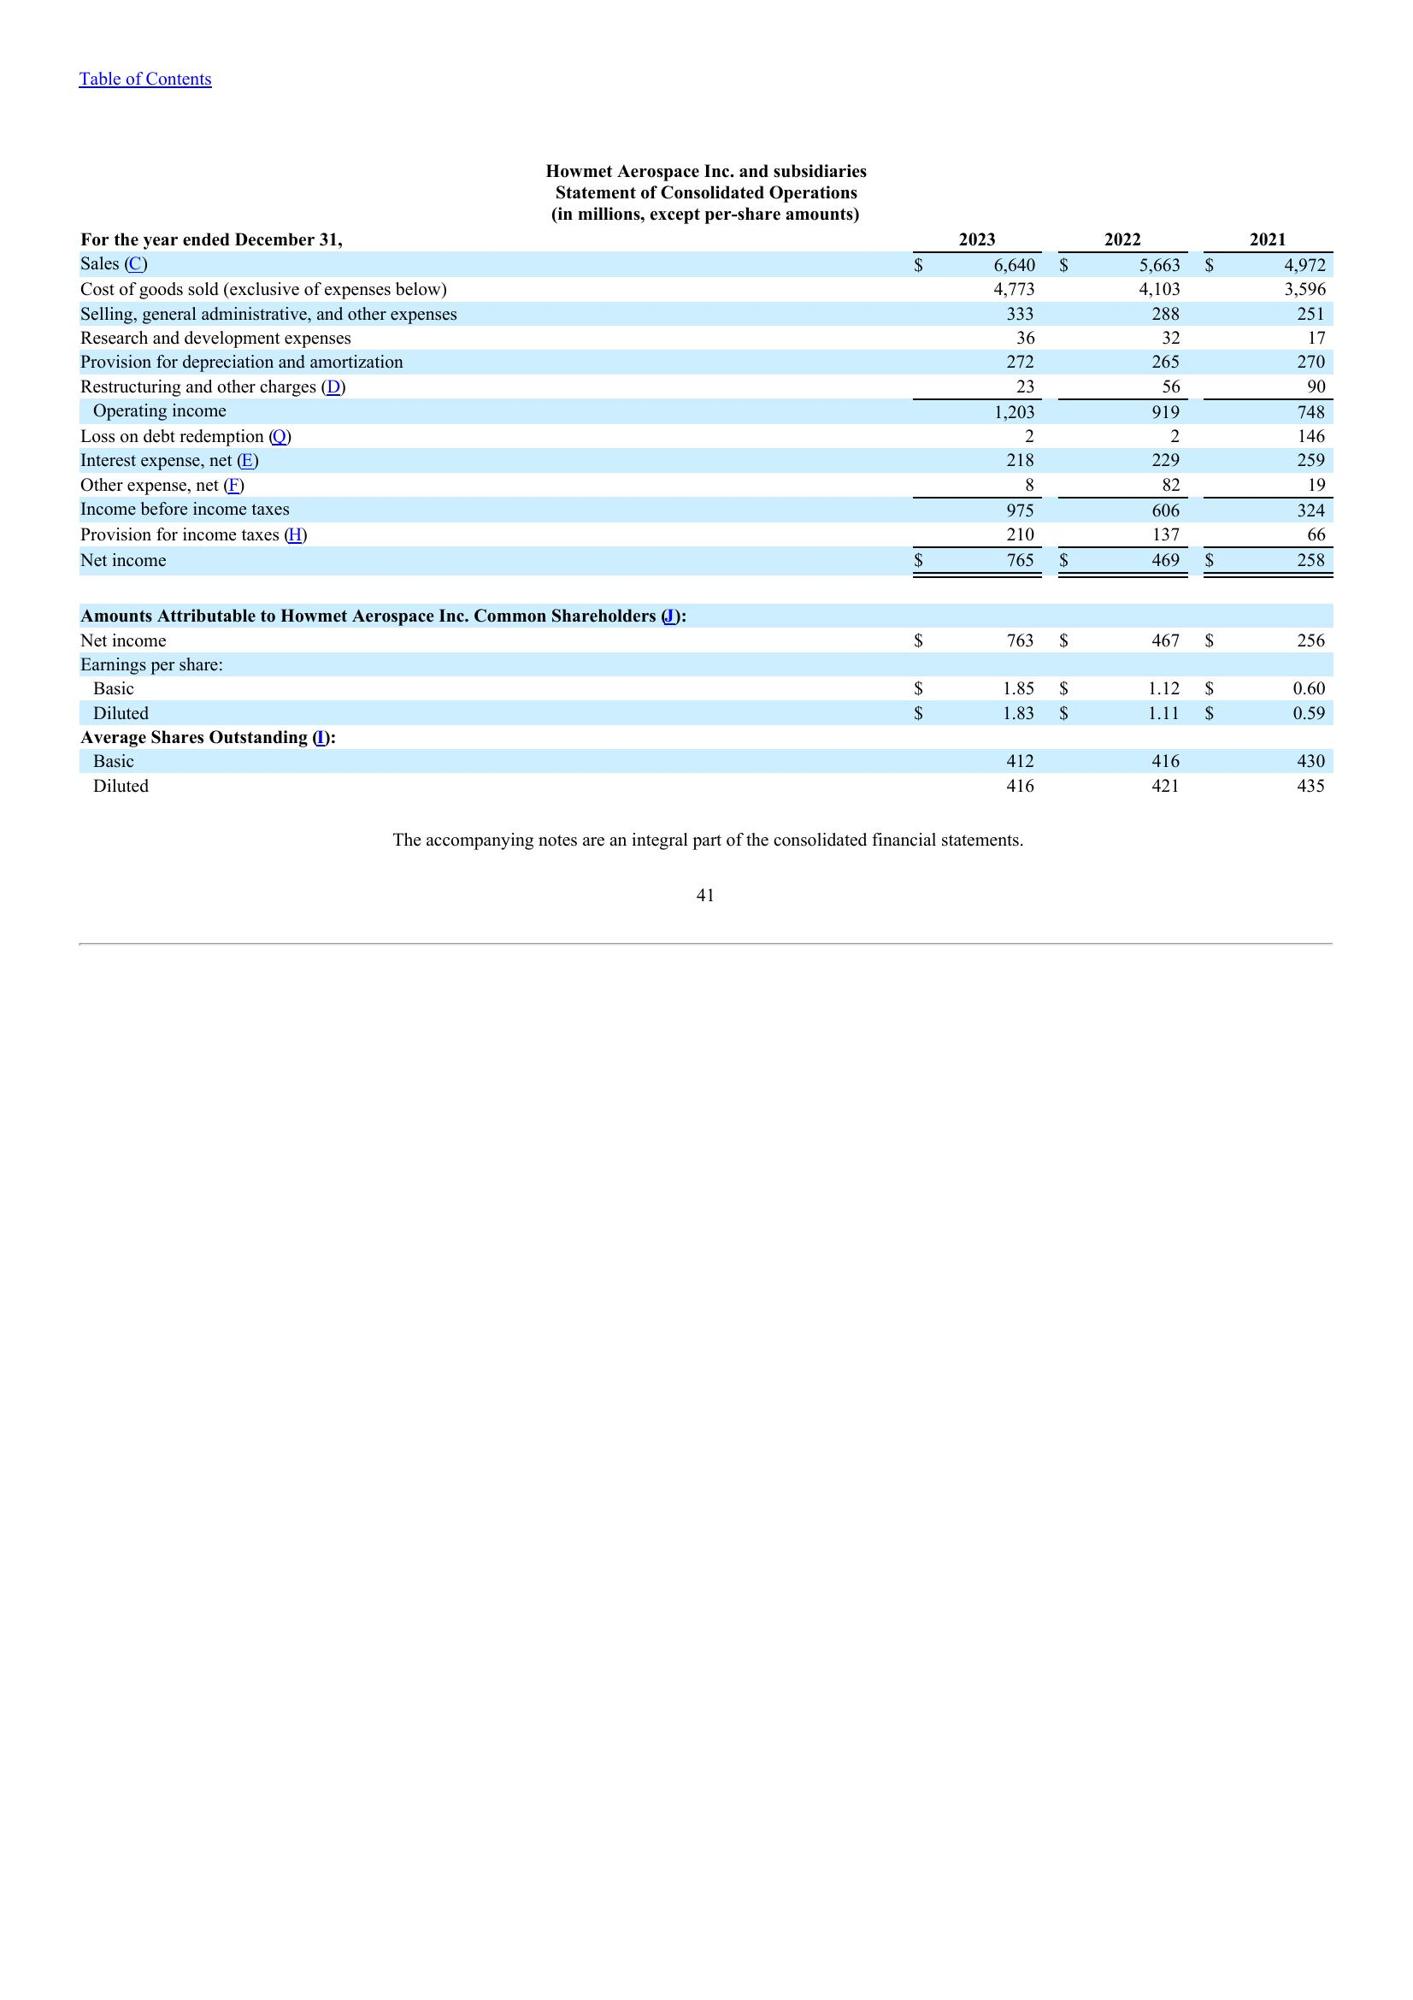 Table of Contents
Howmet Aerospace Inc. and subsidiaries
Statement of Consolidated Operations
(in millions, except per-share amounts)
For the year ended December 31, 2023 2022 2021
Sales (C) $ 6,640 $ 5,663 $ 4,972
Cost of goods sold (exclusive of expenses below) 4,773 4,103 3,596
Selling, general administrative, and other expenses 333 288 251
Research and development expenses 36 32 17
Provision for depreciation and amortization 272 265 270
Restructuring and other charges (D) 23 56 90
Operating income 1,203 919 748
Loss on debt redemption (Q) 2 2 146
Interest expense, net (E) 218 229 259
Other expense, net (F) 8 82 19
Income before income taxes 975 606 324
Provision for income taxes (H) 210 137 66
Net income $ 765 $ 469 $ 258
Amounts Attributable to Howmet Aerospace Inc. Common Shareholders (J):
Net income $ 763 $ 467 $ 256
Earnings per share:
Basic $ 1.85 $ 1.12 $ 0.60
Diluted $ 1.83 $ 1.11 $ 0.59
Average Shares Outstanding (I):
Basic 412 416 430
Diluted 416 421 435
The accompanying notes are an integral part of the consolidated financial statements.
41